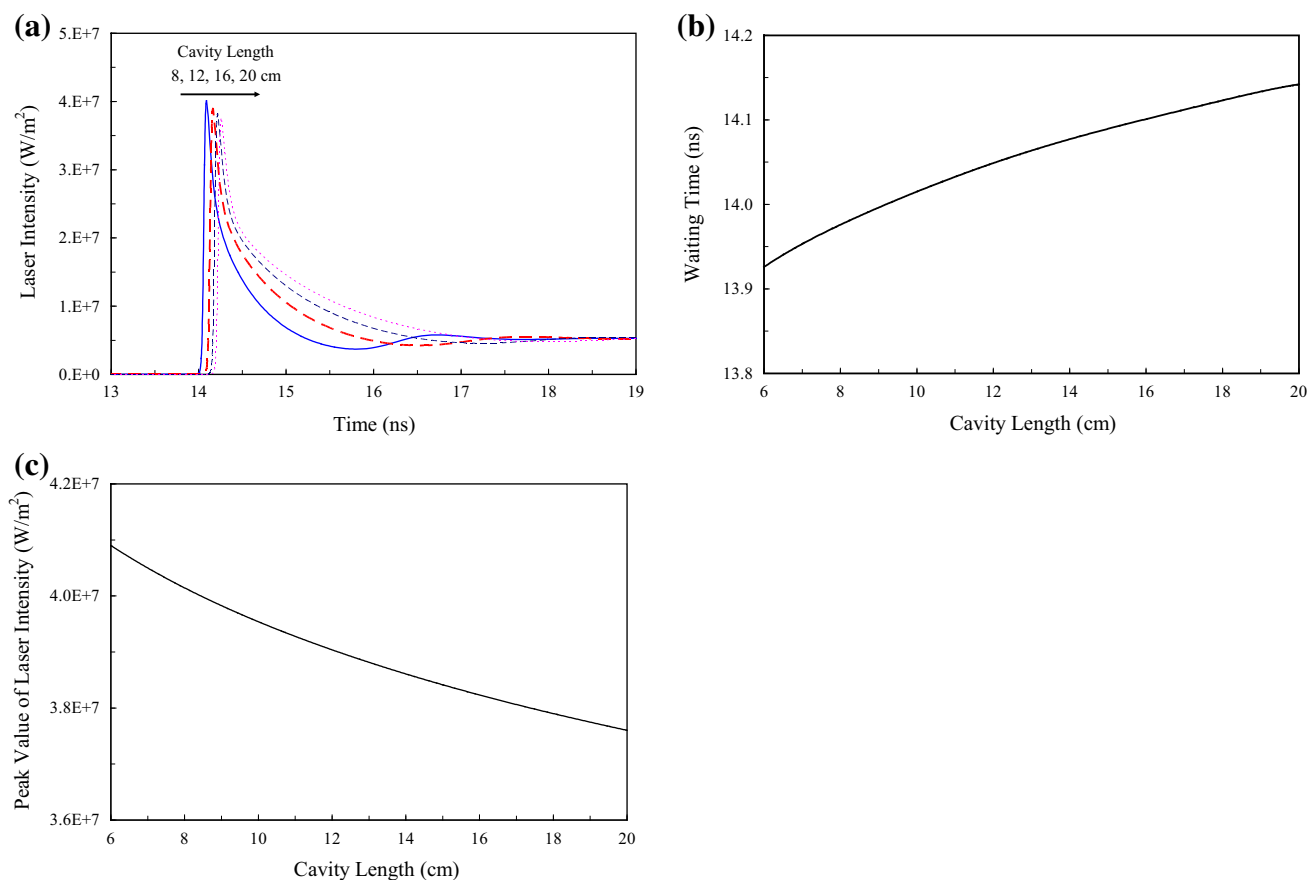 (a)
5.E+7
4.E+7
3.E+7
2.E+7
1.E+7
0.E+0
Laser Intensity (W/m²)
Cavity Length
8, 12, 16, 20 cm
13 14 15 16 17 18 19
Time (ns)
(b)
14.2
14.1
14.0
13.9
13.8
Waiting Time (ns)
6 8 10 12 14 16 18 20
Cavity Length (cm)
(c)
4.2E+7
4.0E+7
3.8E+7
3.6E+7
Peak Value of Laser Intensity (W/m²)
6 8 10 12 14 16 18 20
Cavity Length (cm)